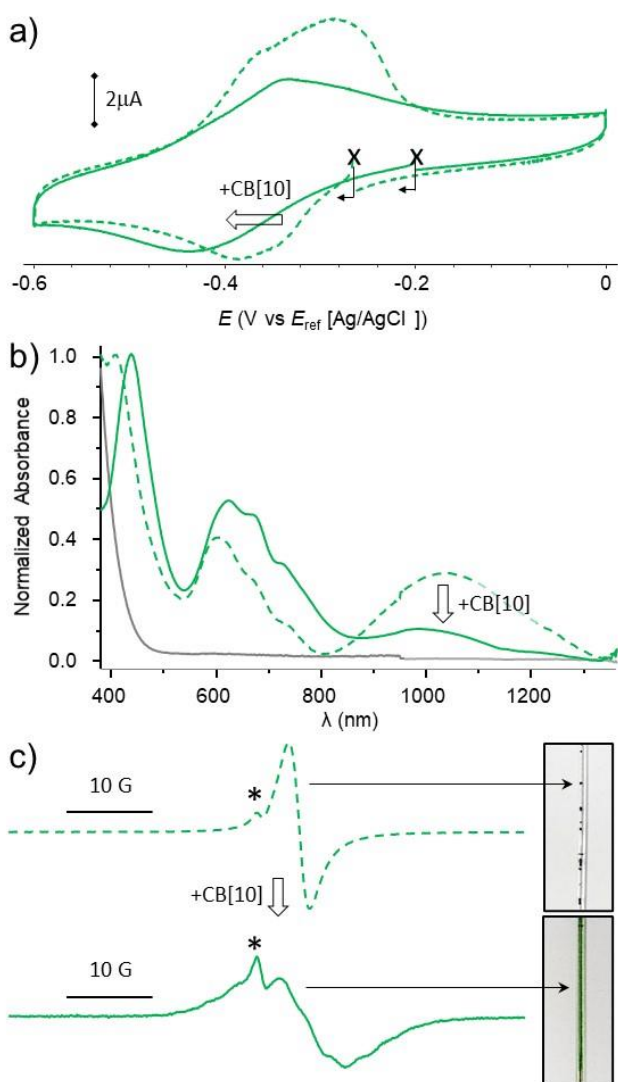 a)
2μA
X X
+CB[10]
-0.6 -0.4 -0.2 0
E (V vs Eref [Ag/AgCl ])
b)
Normalized Absorbance
1.0
0.8
0.6
0.4
0.2
0.0
+CB[10]
400 600 800 1000 1200
λ (nm)
c)
10 G
*
+CB[10]
*
10 G